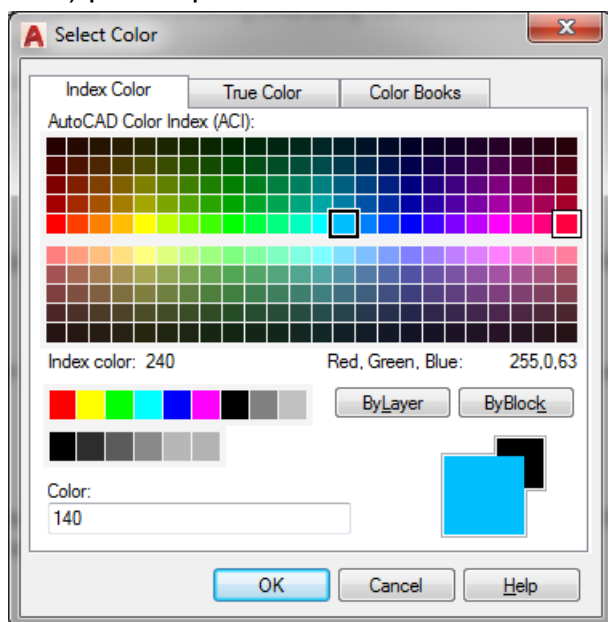 Select Color
Index Color True Color Color Books
AutoCAD Color Index (ACI):
Index color: 240 Red, Green, Blue: 255,0,63
ByLayer ByBlock
Color:
140
OK Cancel Help